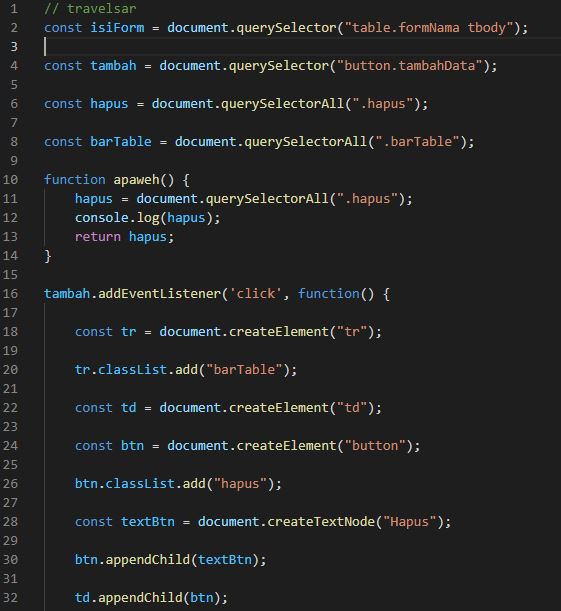 1 // travelsar
2 const isiForm = document.querySelector("table.formNama tbody");
3
4 const tambah = document.querySelector("button.tambahData");
5
6 const hapus = document.querySelectorAll(".hapus");
7
8 const barTable = document.querySelectorAll(".barTable");
9
10 function apaweh() {
11     hapus = document.querySelectorAll(".hapus");
12     console.log(hapus);
13     return hapus;
14 }
15
16 tambah.addEventListener('click', function() {
17
18     const tr = document.createElement("tr");
19
20     tr.classList.add("barTable");
21
22     const td = document.createElement("td");
23
24     const btn = document.createElement("button");
25
26     btn.classList.add("hapus");
27
28     const textBtn = document.createTextNode("Hapus");
29
30     btn.appendChild(textBtn);
31
32     td.appendChild(btn);